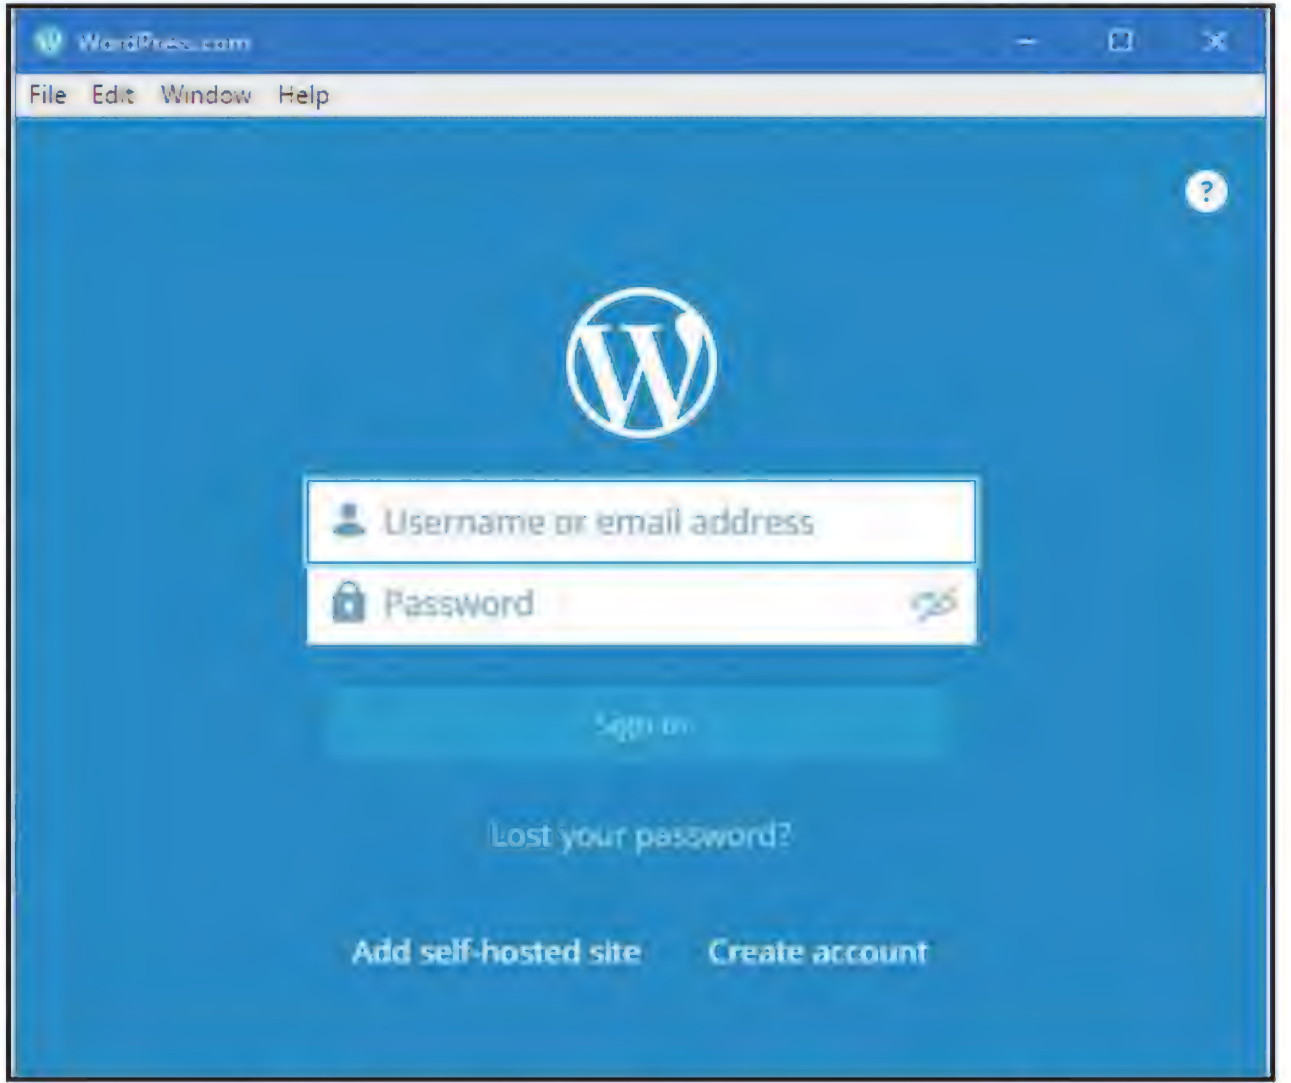 WordPress.com
File Edit Window Help
?
Username or email address
Password
Sign in
Lost your password?
Add self-hosted site Create account